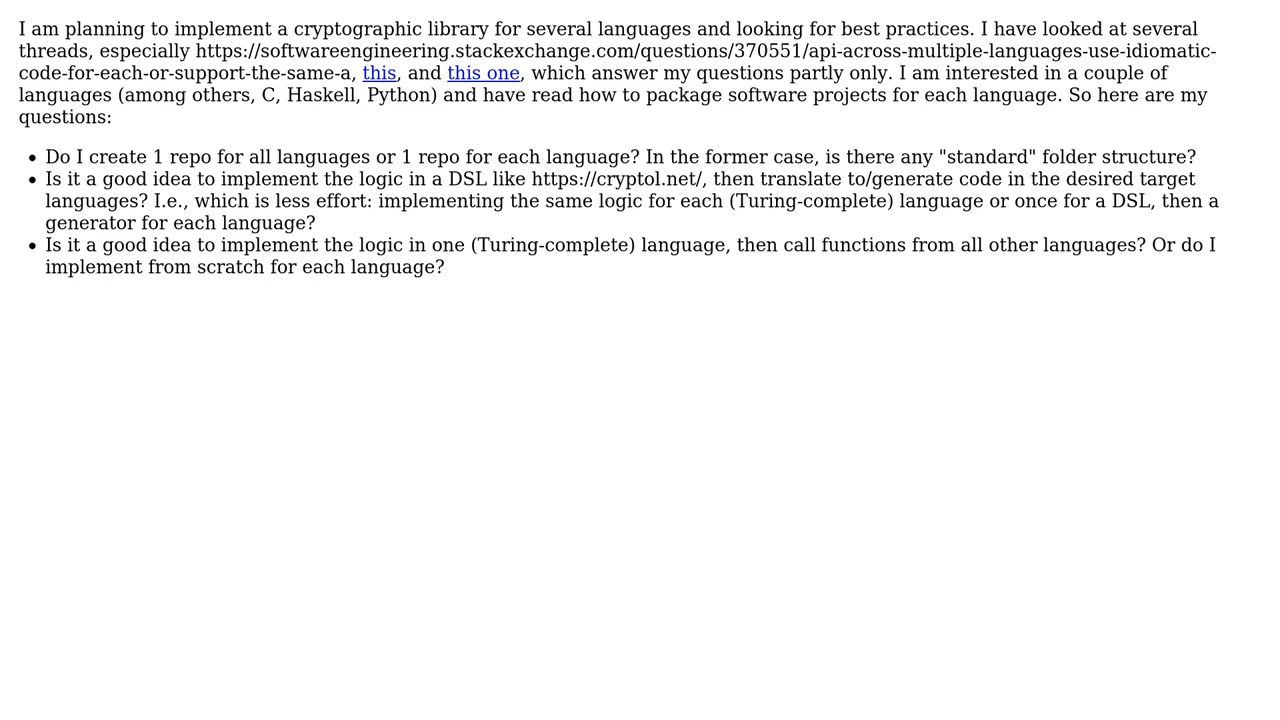 I am planning to implement a cryptographic library for several languages and looking for best practices. I have looked at several
threads, especially https://softwareengineering.stackexchange.com/questions/370551/api-across-multiple-languages-use-idiomatic-
code-for-each-or-support-the-same-a, this, and this one, which answer my questions partly only. I am interested in a couple of
languages (among others, C, Haskell, Python) and have read how to package software projects for each language. So here are my
questions:
• Do I create 1 repo for all languages or 1 repo for each language? In the former case, is there any "standard" folder structure?
• Is it a good idea to implement the logic in a DSL like https://cryptol.net/, then translate to/generate code in the desired target
languages? I.e., which is less effort: implementing the same logic for each (Turing-complete) language or once for a DSL, then a
generator for each language?
• Is it a good idea to implement the logic in one (Turing-complete) language, then call functions from all other languages? Or do I
implement from scratch for each language?